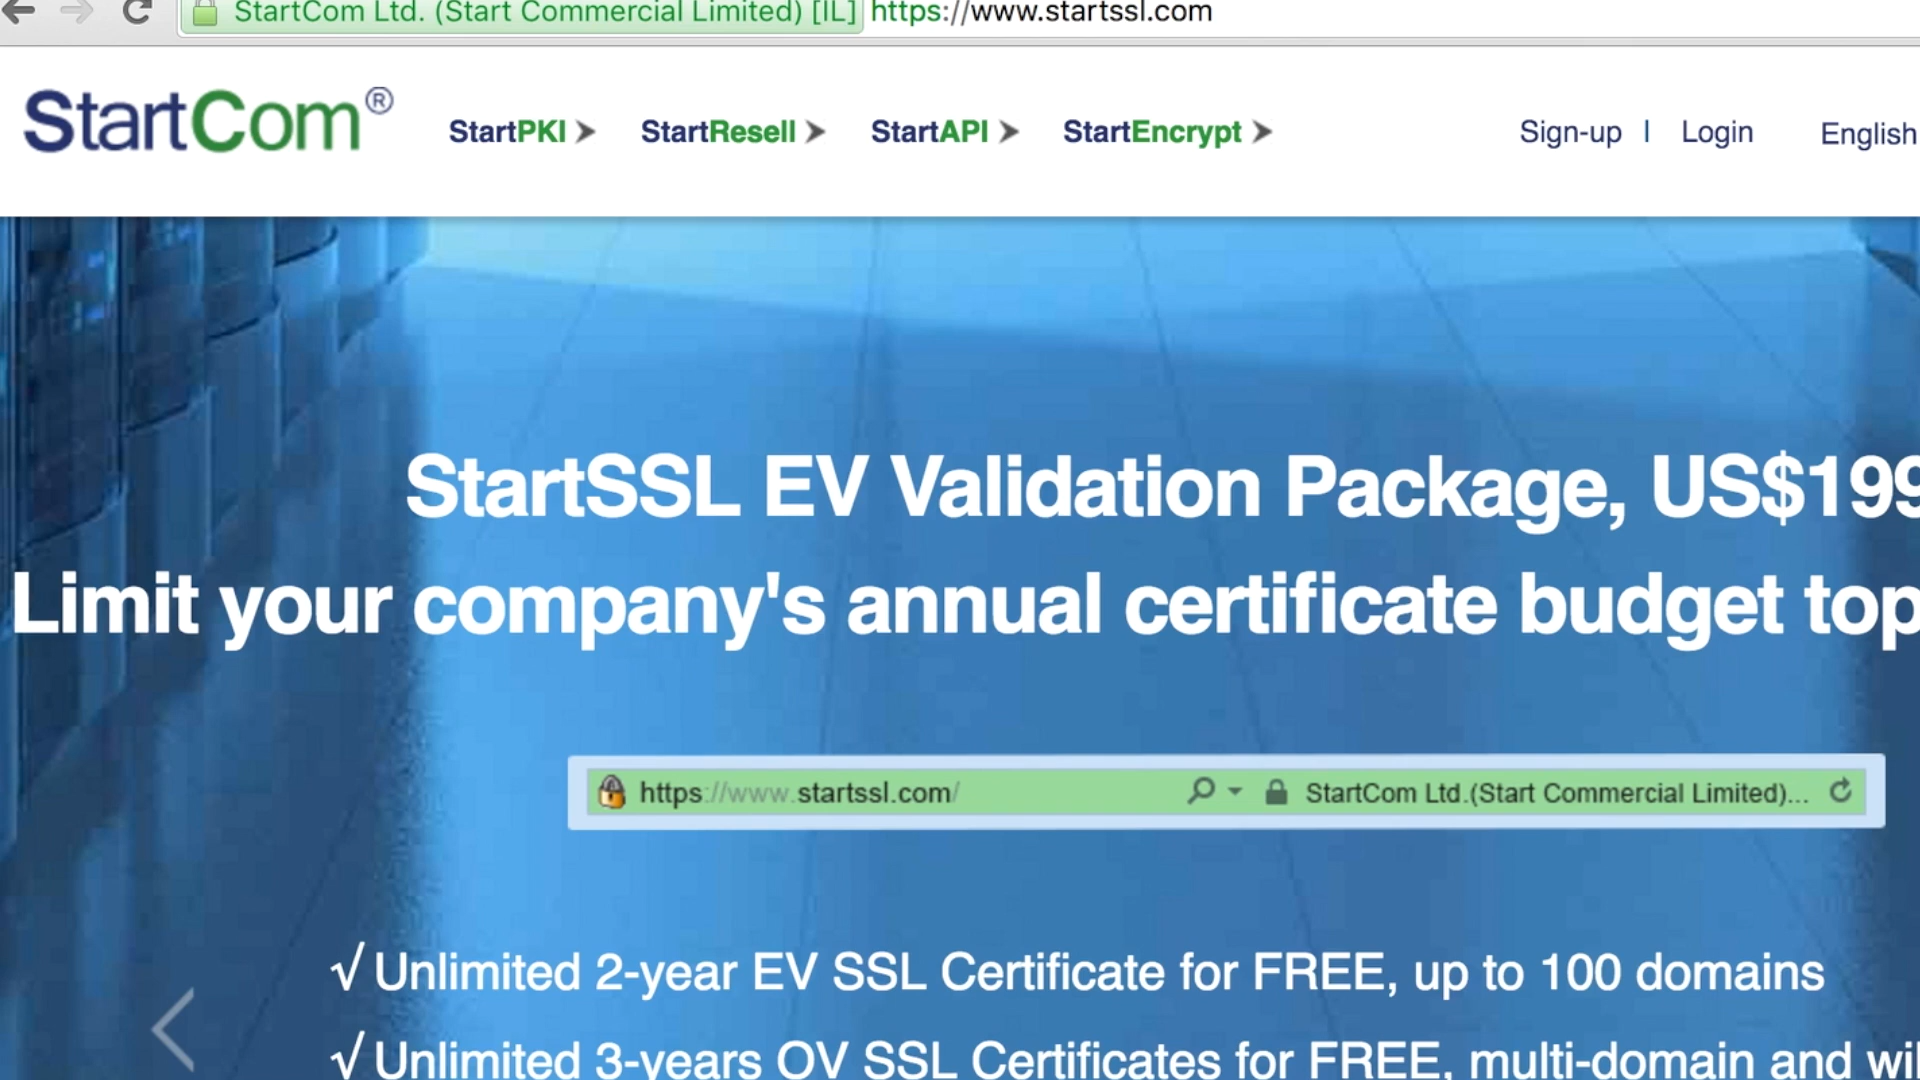 StartCom Ltd. (Start Commercial Limited) [IL] https://www.startssl.com
StartCom® StartPKI StartResell StartAPI StartEncrypt Sign-up | Login English
StartSSL EV Validation Package, US$199
Limit your company's annual certificate budget top
https://www.startssl.com/ StartCom Ltd.(Start Commercial Limited)...
√ Unlimited 2-year EV SSL Certificate for FREE, up to 100 domains
√ Unlimited 3-years OV SSL Certificates for FREE, multi-domain and